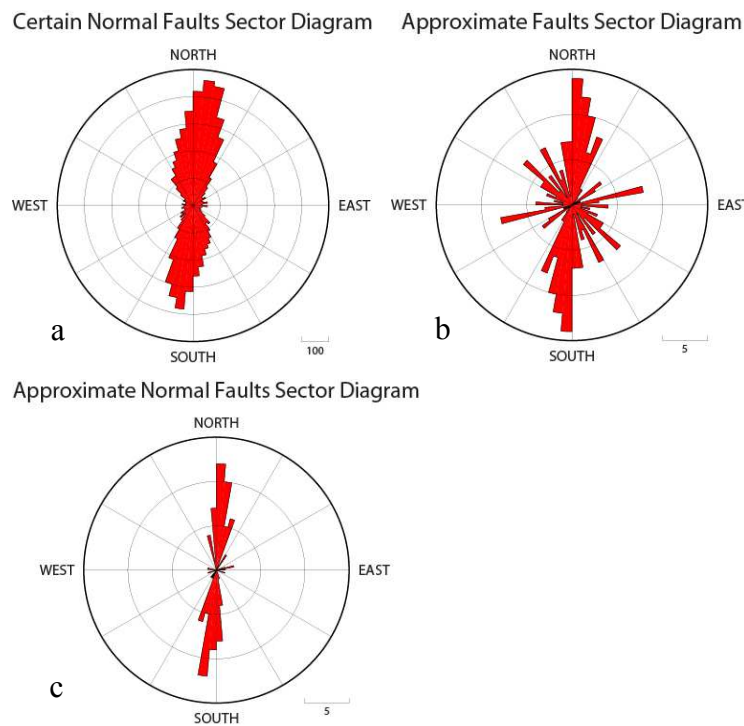 Certain Normal Faults Sector Diagram
NORTH
WEST
EAST
SOUTH
a
100
Approximate Faults Sector Diagram
NORTH
WEST
EAST
SOUTH
b
5
Approximate Normal Faults Sector Diagram
NORTH
WEST
EAST
SOUTH
c
5